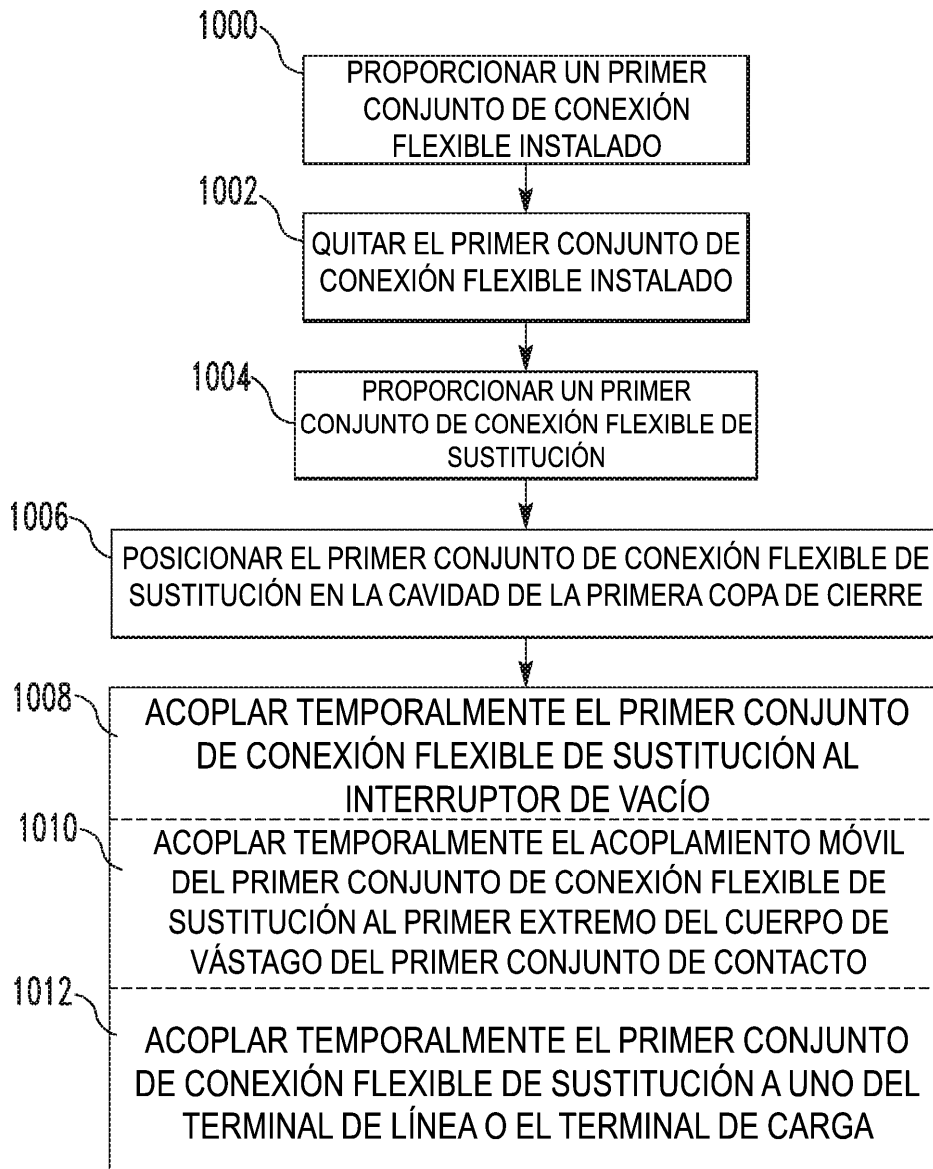 1000
PROPORCIONAR UN PRIMER
CONJUNTO DE CONEXIÓN
FLEXIBLE INSTALADO
1002
QUITAR EL PRIMER CONJUNTO DE
CONEXIÓN FLEXIBLE INSTALADO
1004
PROPORCIONAR UN PRIMER
CONJUNTO DE CONEXIÓN FLEXIBLE DE
SUSTITUCIÓN
1006
POSICIONAR EL PRIMER CONJUNTO DE CONEXIÓN FLEXIBLE DE
SUSTITUCIÓN EN LA CAVIDAD DE LA PRIMERA COPA DE CIERRE
1008
ACOPLAR TEMPORALMENTE EL PRIMER CONJUNTO
DE CONEXIÓN FLEXIBLE DE SUSTITUCIÓN AL
INTERRUPTOR DE VACÍO
1010
ACOPLAR TEMPORALMENTE EL ACOPLAMIENTO MÓVIL
DEL PRIMER CONJUNTO DE CONEXIÓN FLEXIBLE DE
SUSTITUCIÓN AL PRIMER EXTREMO DEL CUERPO DE
VÁSTAGO DEL PRIMER CONJUNTO DE CONTACTO
1012
ACOPLAR TEMPORALMENTE EL PRIMER CONJUNTO
DE CONEXIÓN FLEXIBLE DE SUSTITUCIÓN A UNO DEL
TERMINAL DE LÍNEA O EL TERMINAL DE CARGA